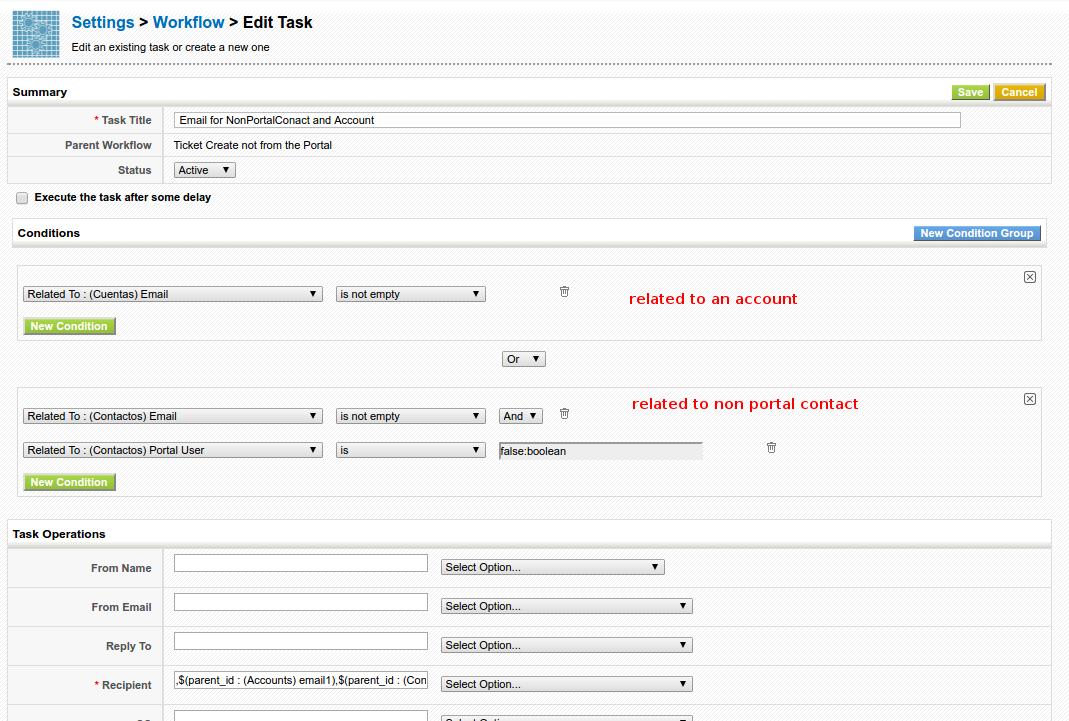 Settings > Workflow > Edit Task
Edit an existing task or create a new one
Summary
Save Cancel
* Task Title Email for NonPortalConact and Account
Parent Workflow Ticket Create not from the Portal
Status Active
Execute the task after some delay
Conditions New Condition Group
Related To : (Cuentas) Email is not empty related to an account
New Condition
Or
related to non portal contact
Related To : (Contactos) Email is not empty And
Related To : (Contactos) Portal User is false:boolean
New Condition
Task Operations
From Name Select Option...
From Email Select Option...
Reply To Select Option...
* Recipient ,$(parent_id : (Accounts) email1),$(parent_id : (Con Select Option...